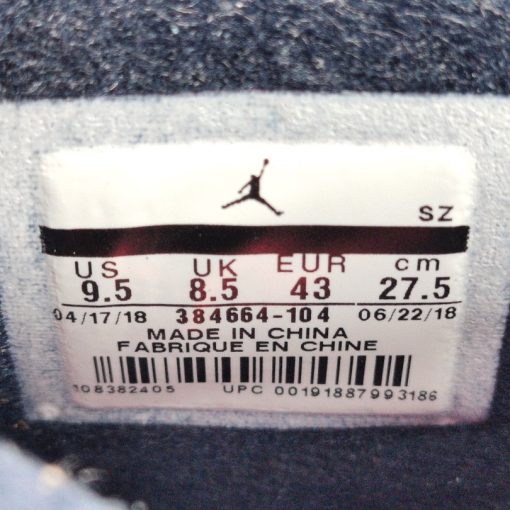 SZ
US UK EUR cm
9.5 8.5 43 27.5
04/17/18 384664-104 06/22/18
MADE IN CHINA
FABRIQUE EN CHINE
108382405 UPC 00191887993186